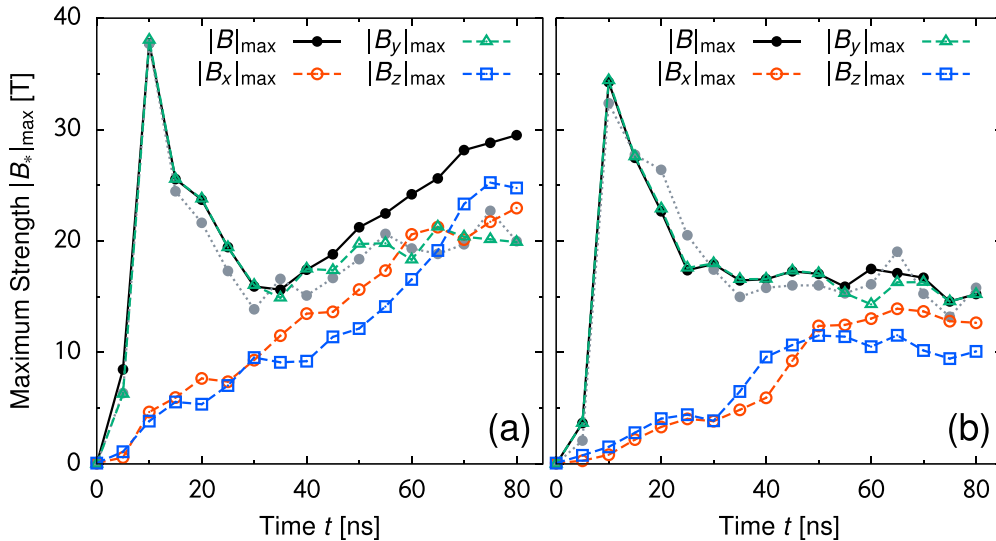 Maximum Strength |B*|max [T]
40
30
20
10
0
|B|max |By|max
|Bx|max |Bz|max
(a)
0 20 40 60 80
Time t [ns]
|B|max |By|max
|Bx|max |Bz|max
(b)
0 20 40 60 80
Time t [ns]